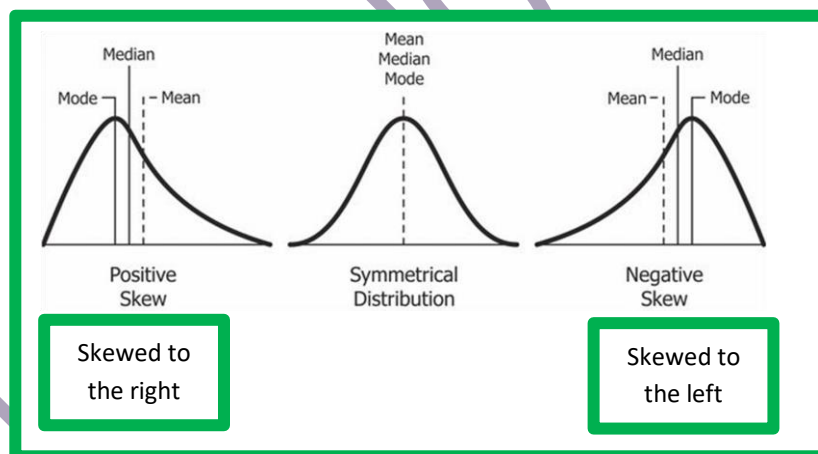 Median
Mode
Mean
Mean
Median
Mode
Median
Mean
Mode
Positive
Skew
Symmetrical
Distribution
Negative
Skew
Skewed to
the right
Skewed to
the left